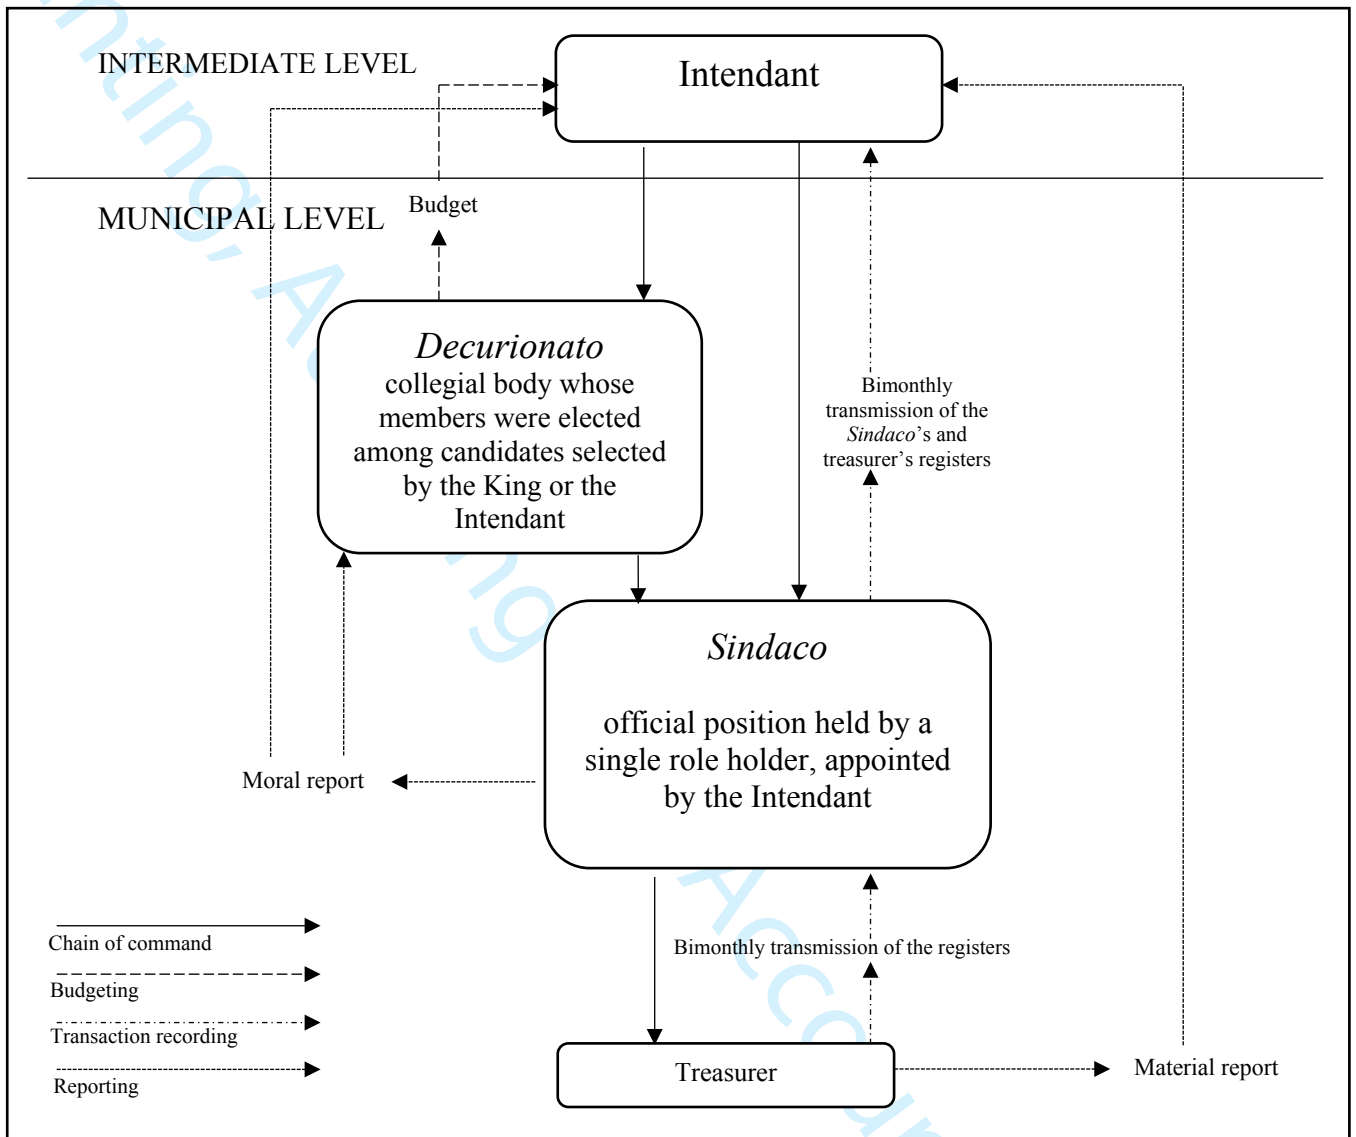 INTERMEDIATE LEVEL
Intendant
MUNICIPAL LEVEL
Budget
Decurionato
collegial body whose
members were elected
among candidates selected
by the King or the
Intendant
Bimonthly
transmission of the
Sindaco’s and
treasurer’s registers
Sindaco
official position held by a
single role holder, appointed
by the Intendant
Moral report
Chain of command
Budgeting
Transaction recording
Reporting
Bimonthly transmission of the registers
Treasurer
Material report